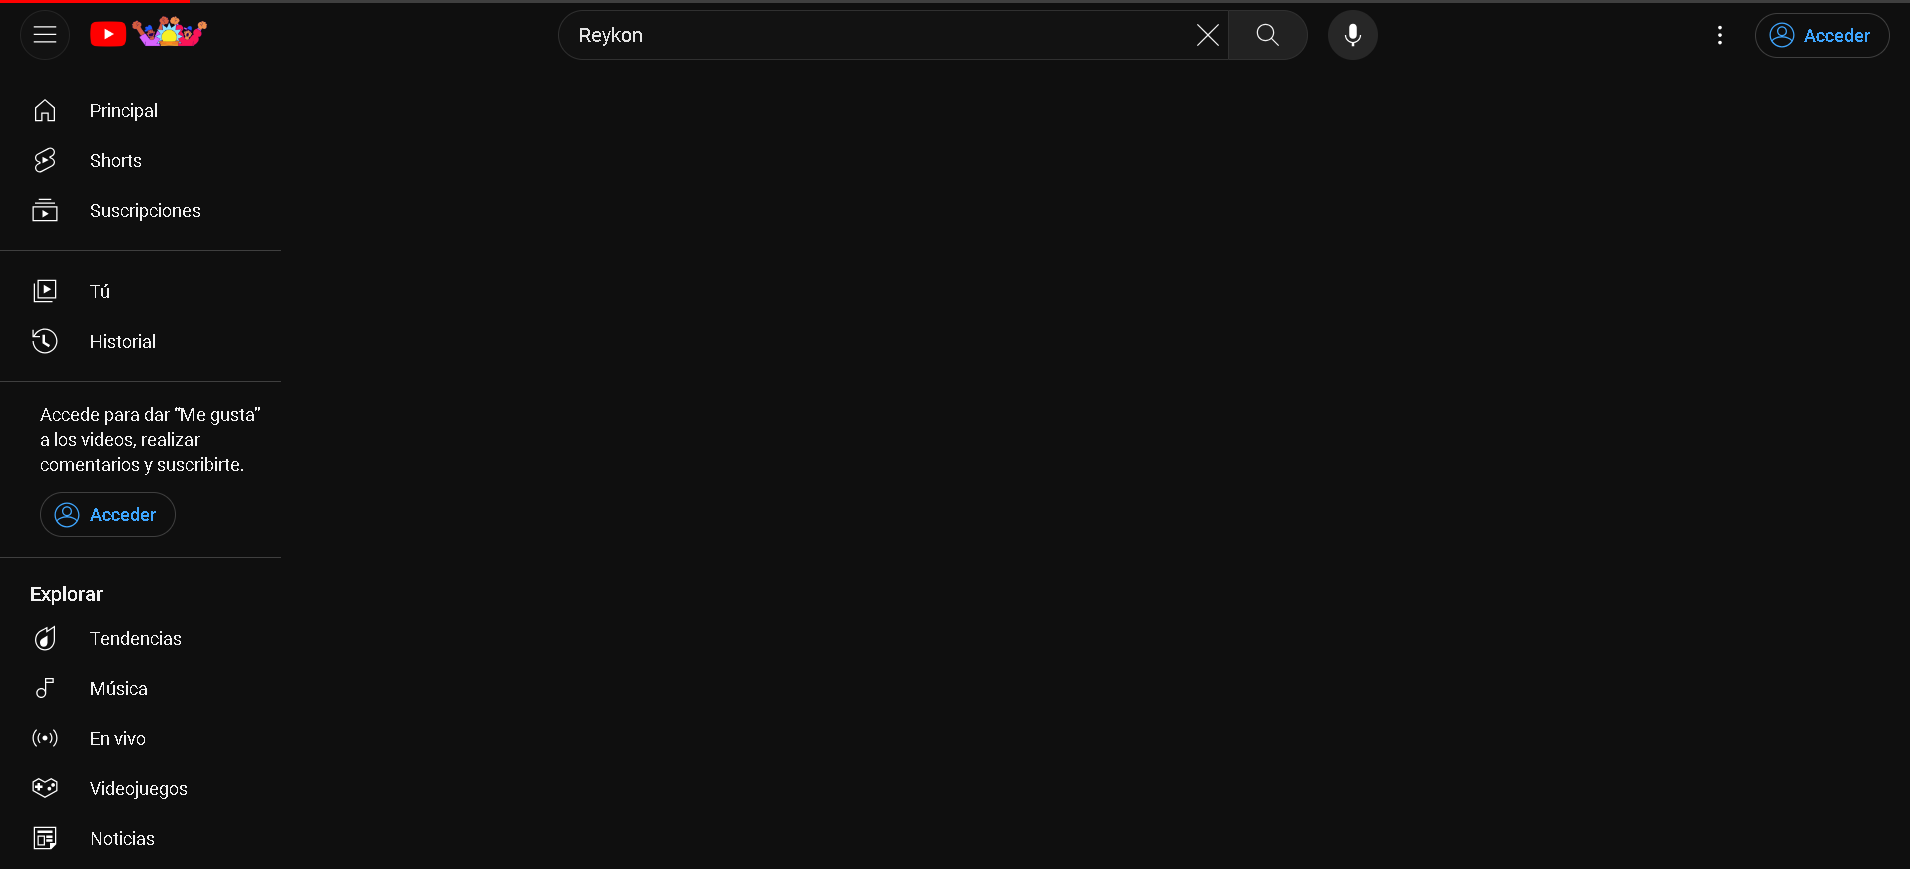 Reykon
Acceder
Principal
Shorts
Suscripciones
Tú
Historial
Accede para dar “Me gusta”
a los videos, realizar
comentarios y suscribirte.
Acceder
Explorar
Tendencias
Música
En vivo
Videojuegos
Noticias